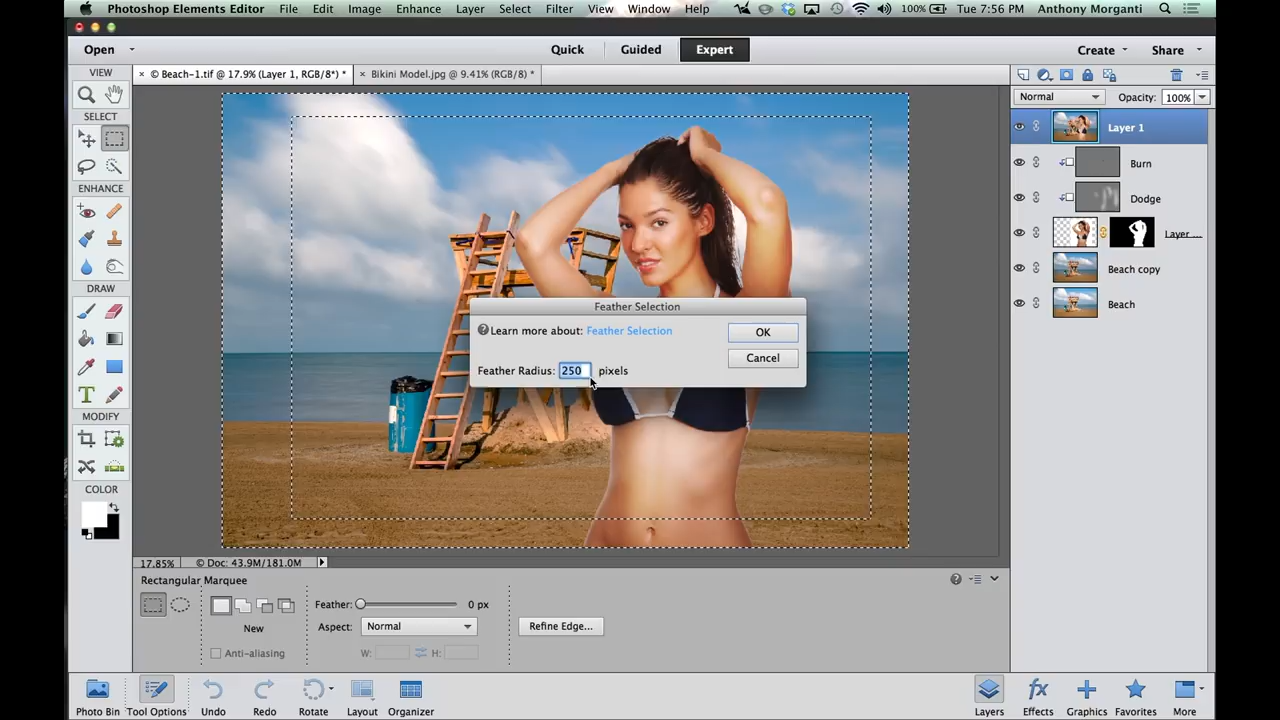 Photoshop Elements Editor File Edit Image Enhance Layer Select Filter View Window Help 100% Tue 7:56 PM Anthony Morganti
Open Quick Guided Expert Create Share
VIEW
× © Beach-1.tif @ 17.9% (Layer 1, RGB/8*) * × Bikini Model.jpg @ 9.41% (RGB/8) *
Normal Opacity: 100%
SELECT
Layer 1
Burn
ENHANCE
Dodge
Layer ...
Beach copy
DRAW
Beach
Feather Selection
Learn more about: Feather Selection
OK
Cancel
Feather Radius: 250 pixels
MODIFY
COLOR
17.85% © Doc: 43.9M/181.0M
Rectangular Marquee
Feather: 0 px
New
Aspect: Normal
Refine Edge...
Anti-aliasing W: H:
Photo Bin Tool Options Undo Redo Rotate Layout Organizer Layers Effects Graphics Favorites More